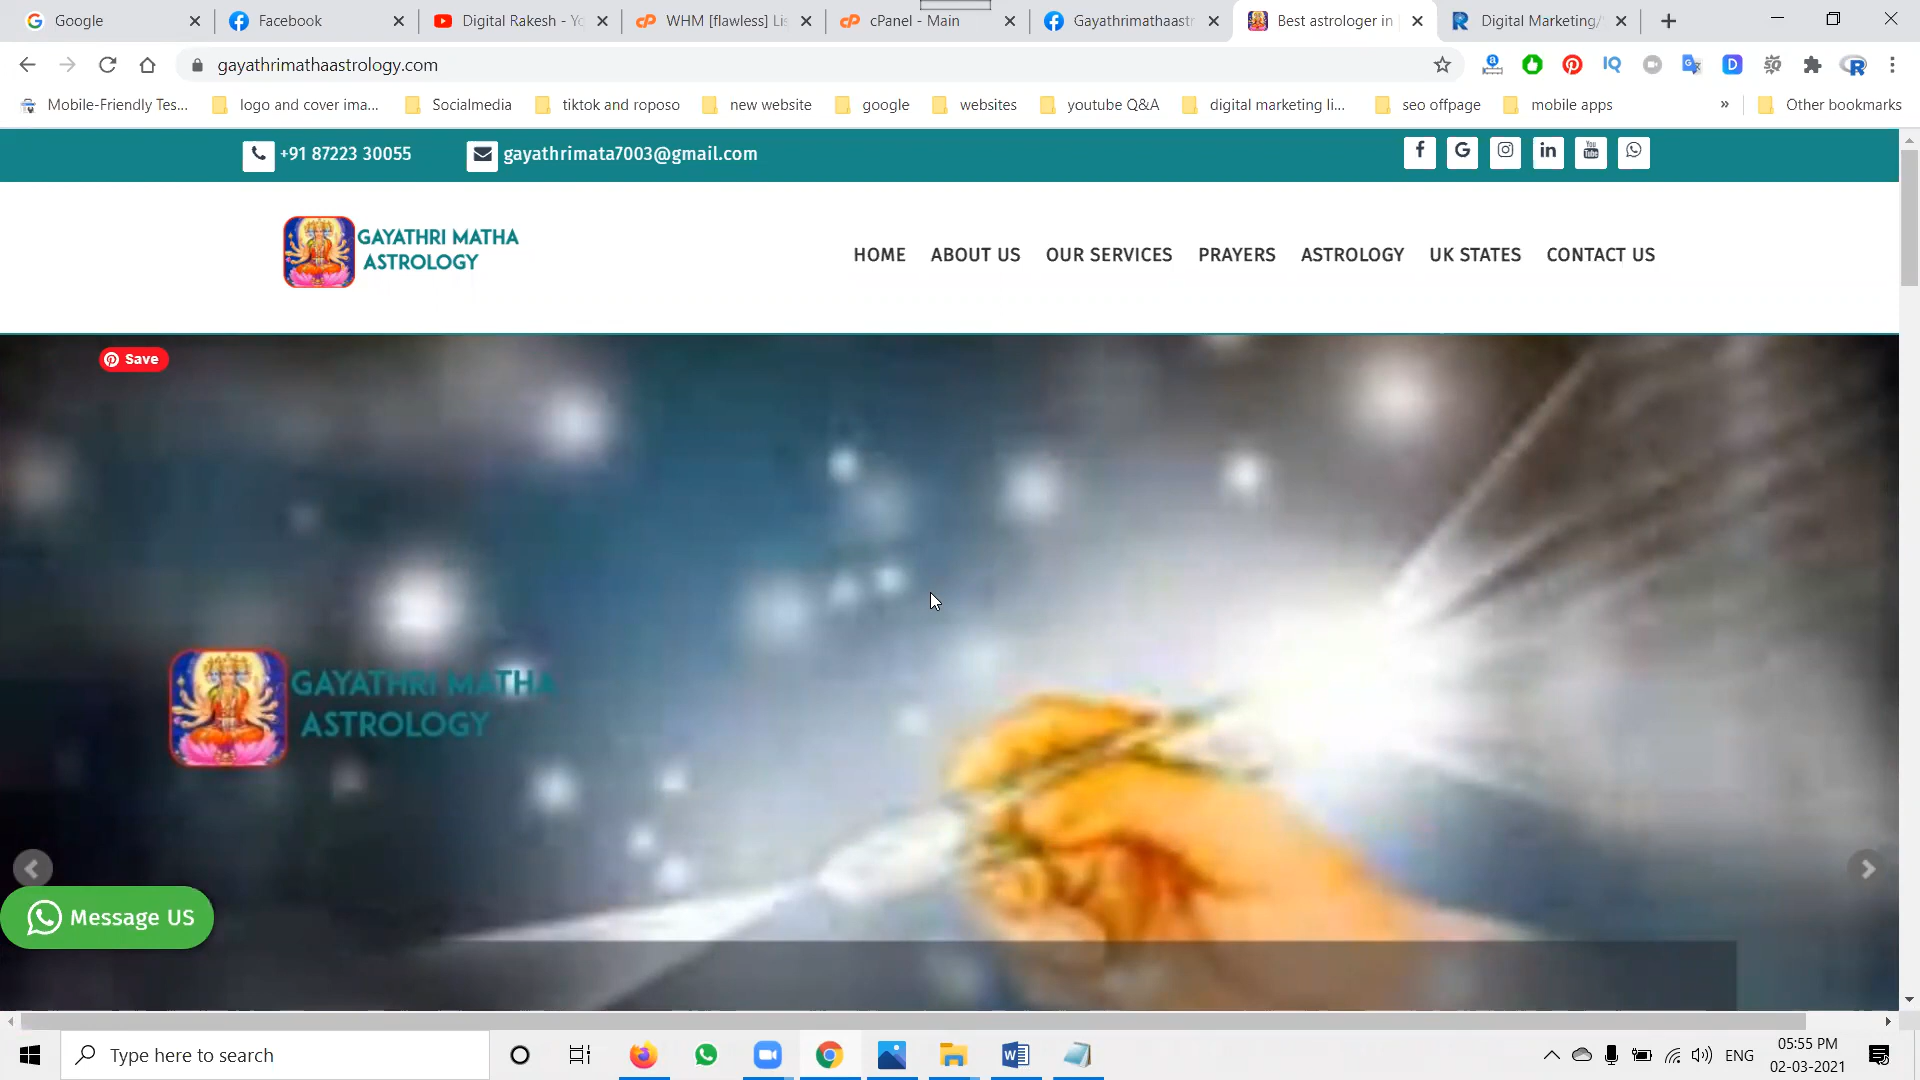 Google
Facebook
Digital Rakesh - Yo
WHM [flawless] Lis
cPanel - Main
Gayathrimathaastr
Best astrologer in
Digital Marketing/
gayathrimathaastrology.com
Mobile-Friendly Tes...
logo and cover ima...
Socialmedia
tiktok and roposo
new website
google
websites
youtube Q&A
digital marketing li...
seo offpage
mobile apps
»
Other bookmarks
+91 87223 30055
gayathrimata7003@gmail.com
You Tube
GAYATHRI MATHA
ASTROLOGY
HOME
ABOUT US
OUR SERVICES
PRAYERS
ASTROLOGY
UK STATES
CONTACT US
Save
GAYATHRI MATHA
ASTROLOGY
Message US
Type here to search
ENG
05:55 PM
02-03-2021